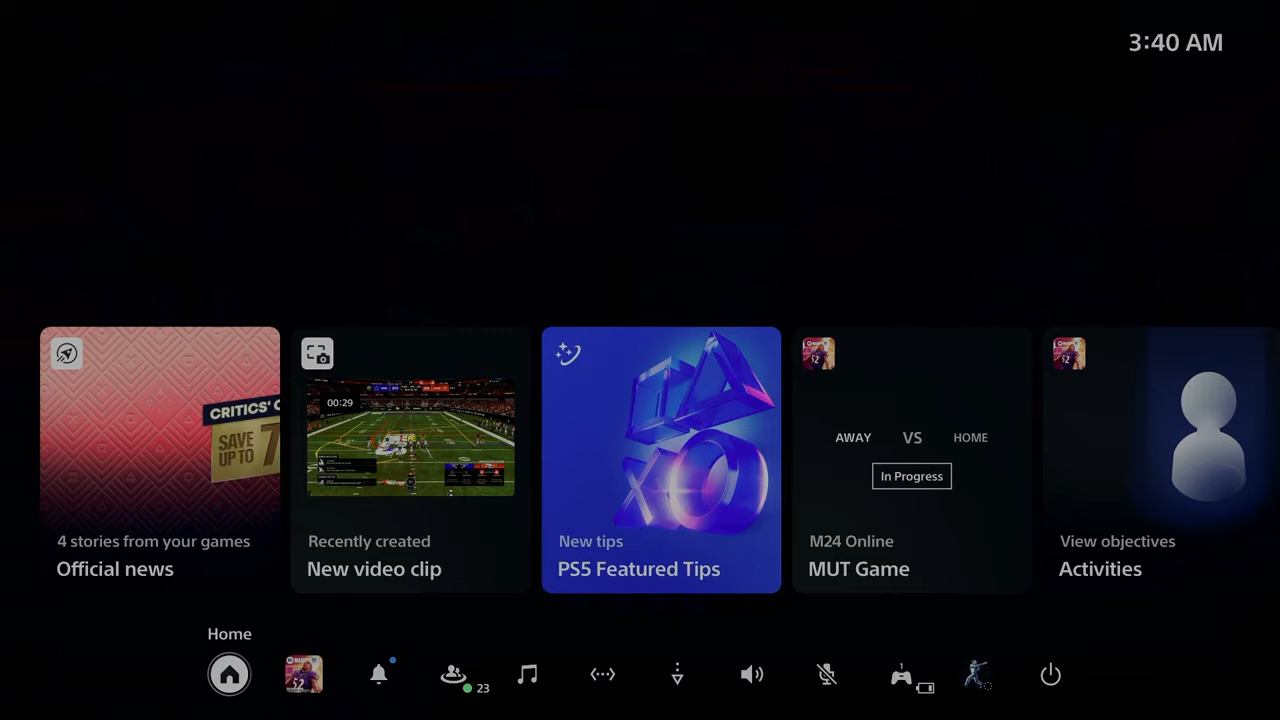 3:40 AM
CRITICS' C
SAVE
UP TO 7
4 stories from your games
Official news
00:29
Recently created
New video clip
New tips
PS5 Featured Tips
AWAY VS HOME
In Progress
M24 Online
MUT Game
View objectives
Activities
Home
52
23
1